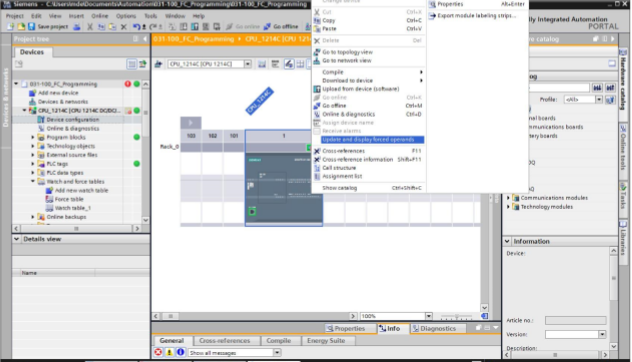 Siemens - C:\Users\mde\Documents\Automation\031-100_FC_Programming\031-100_FC_Programming
Project Edit View Insert Online Options Tools Window Help
Totally Integrated Automation
PORTAL
Save project
Go online
Go offline
Project tree
031-100_FC_Programming
CPU_1214C [CPU 121
Devices
Devices & networks
CPU_1214C [CPU 1214C]
031-100_FC_Programming
Add new device
Devices & networks
CPU_1214C [CPU 1214C DC/DC...
Device configuration
Online & diagnostics
Program blocks
Technology objects
External source files
PLC tags
PLC data types
Watch and force tables
Add new watch table
Force table
Watch table_1
Online backups
Details view
Name
CPU_1214C
103
102
101
1
Rack_0
100%
Change device
Cut Ctrl+X
Copy Ctrl+C
Paste Ctrl+V
Delete Del
Go to topology view
Go to network view
Compile
Download to device
Upload from device (software)
Go online Ctrl+K
Go offline Ctrl+M
Online & diagnostics Ctrl+D
Assign device name
Receive alarms
Update and display forced operands
Cross-references F11
Cross-reference information Shift+F11
Call structure
Assignment list
Show catalog Ctrl+Shift+C
Properties Alt+Enter
Export module labeling strips...
Profile: <All>
Communications modules
Technology modules
Information
Device:
Article no.:
Version:
Description:
Hardware catalog
Online tools
Tasks
Libraries
Properties
Info
Diagnostics
General
Cross-references
Compile
Energy Suite
Show all messages